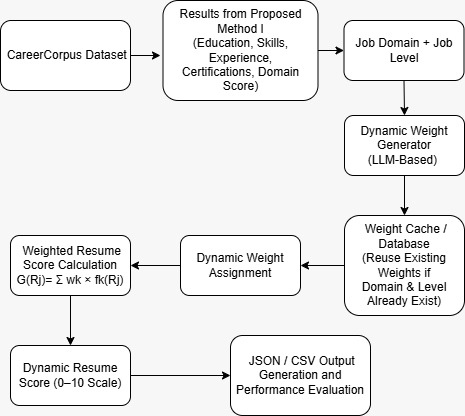 CareerCorpus Dataset
Results from Proposed
Method I
(Education, Skills,
Experience,
Certifications, Domain
Score)
Job Domain + Job
Level
Dynamic Weight
Generator
(LLM-Based)
Weight Cache /
Database
(Reuse Existing
Weights if
Domain & Level
Already Exist)
Dynamic Weight
Assignment
Weighted Resume
Score Calculation
G(Rj)= Σ wk × fk(Rj)
Dynamic Resume
Score (0–10 Scale)
JSON / CSV Output
Generation and
Performance Evaluation